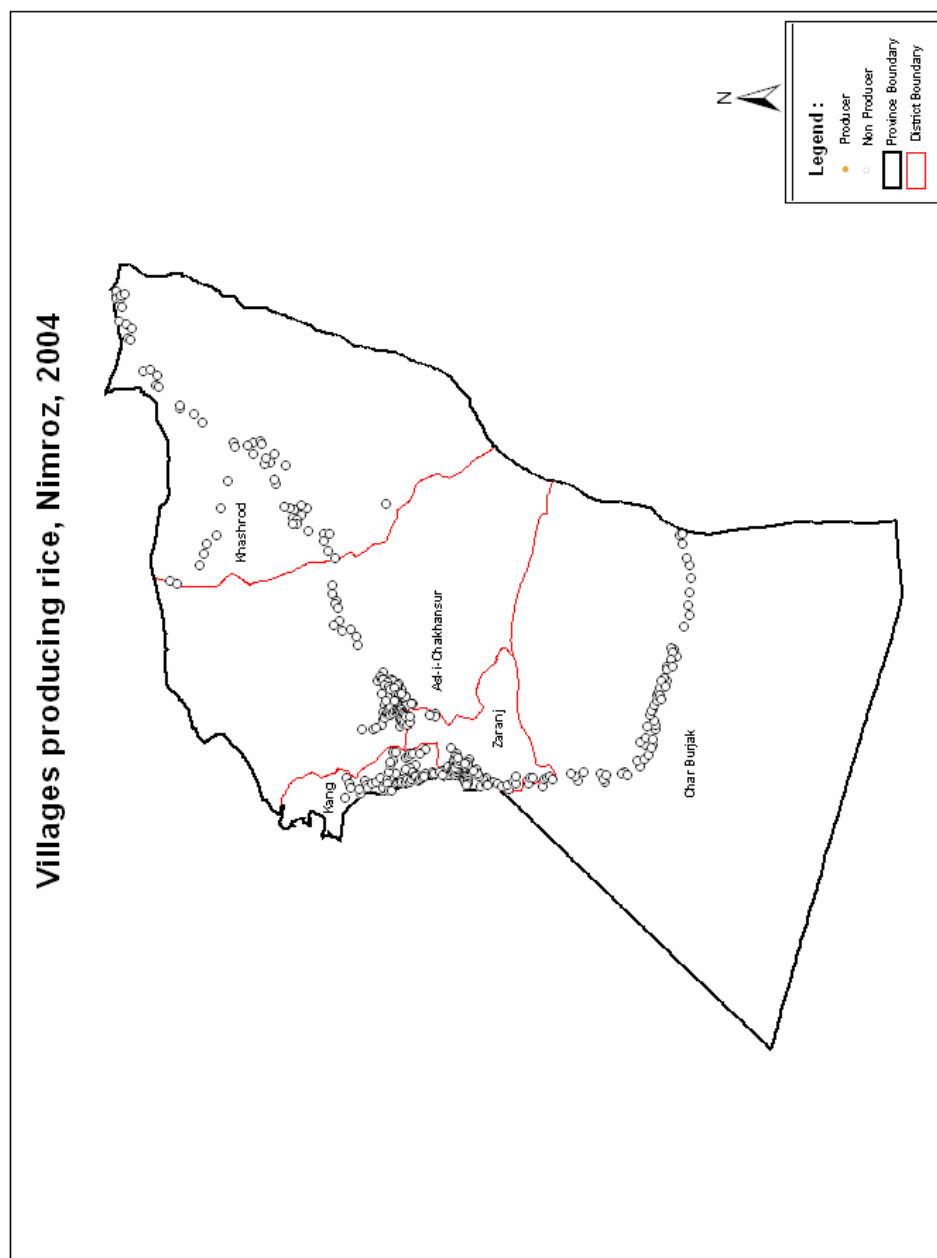 Villages producing rice, Nimroz, 2004
N
Legend :
Producer
Non Producer
Province Boundary
District Boundary
Khashrod
Asl-i-Chakhansur
Kang
Zaranj
Char Burjak